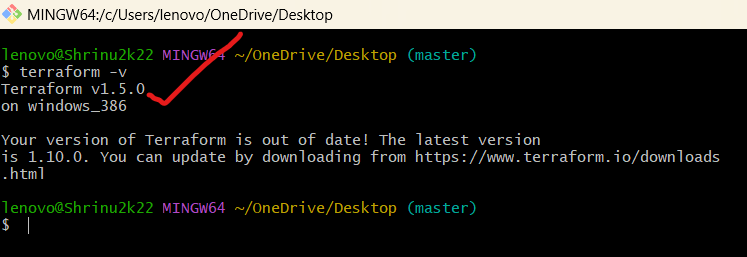 MINGW64:/c/Users/lenovo/OneDrive/Desktop
lenovo@Shrinu2k22 MINGW64 ~/OneDrive/Desktop (master)
$ terraform -v
Terraform v1.5.0
on windows_386
Your version of Terraform is out of date! The latest version
is 1.10.0. You can update by downloading from https://www.terraform.io/downloads
.html
lenovo@Shrinu2k22 MINGW64 ~/OneDrive/Desktop (master)
$